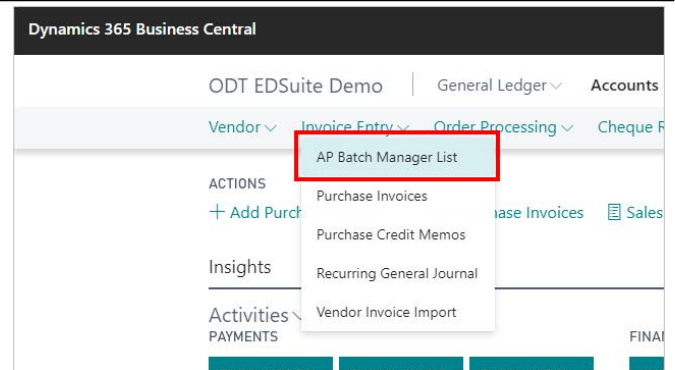 Dynamics 365 Business Central
ODT EDSuite Demo General Ledger Accounts
Vendor Invoice Entry Order Processing Cheque R
AP Batch Manager List
ACTIONS
Purchase Invoices
+ Add Purch ase Invoices Sales
Purchase Credit Memos
Insights
Recurring General Journal
Activities
Vendor Invoice Import
PAYMENTS FINAN